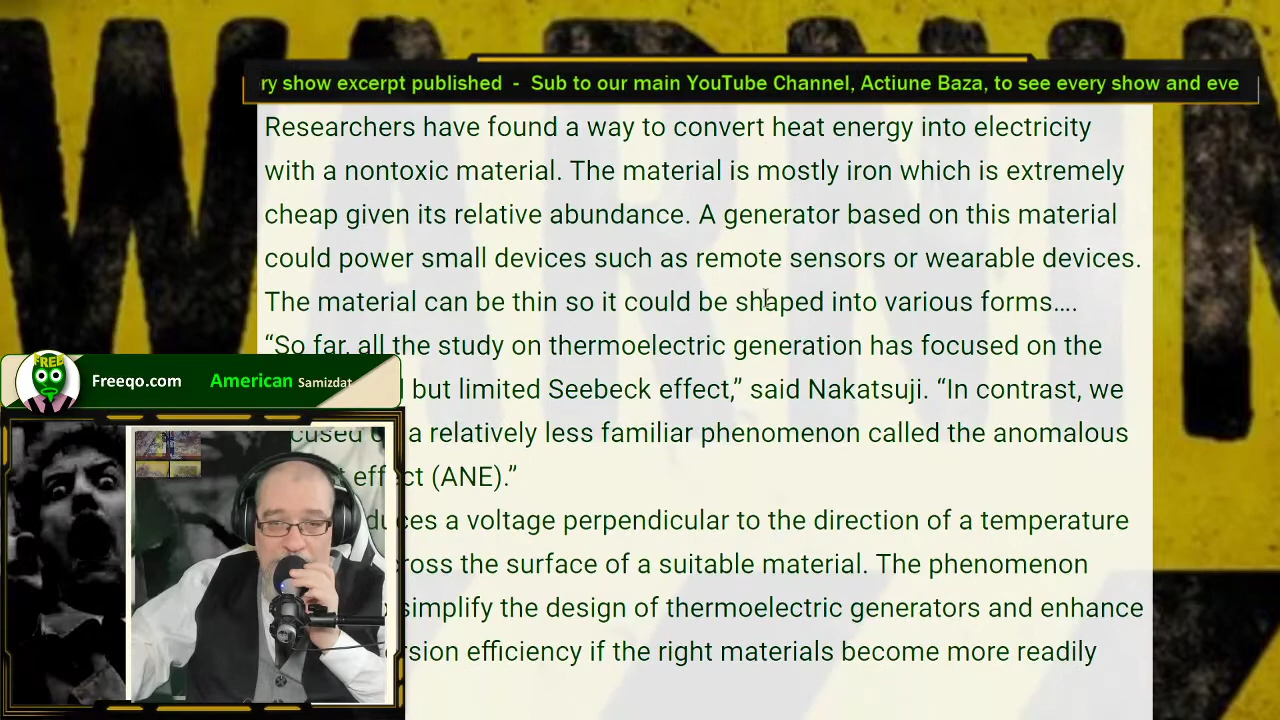 WARNI
ry show excerpt published - Sub to our main YouTube Channel, Actiune Baza, to see every show and eve
Researchers have found a way to convert heat energy into electricity
with a nontoxic material. The material is mostly iron which is extremely
cheap given its relative abundance. A generator based on this material
could power small devices such as remote sensors or wearable devices.
The material can be thin so it could be shaped into various forms....
“So far, all the study on thermoelectric generation has focused on the
but limited Seebeck effect,” said Nakatsuji. “In contrast, we
a relatively less familiar phenomenon called the anomalous
effect (ANE).”
a voltage perpendicular to the direction of a temperature
the surface of a suitable material. The phenomenon
simplify the design of thermoelectric generators and enhance
efficiency if the right materials become more readily
FREE
Freeqo.com American Samizdat